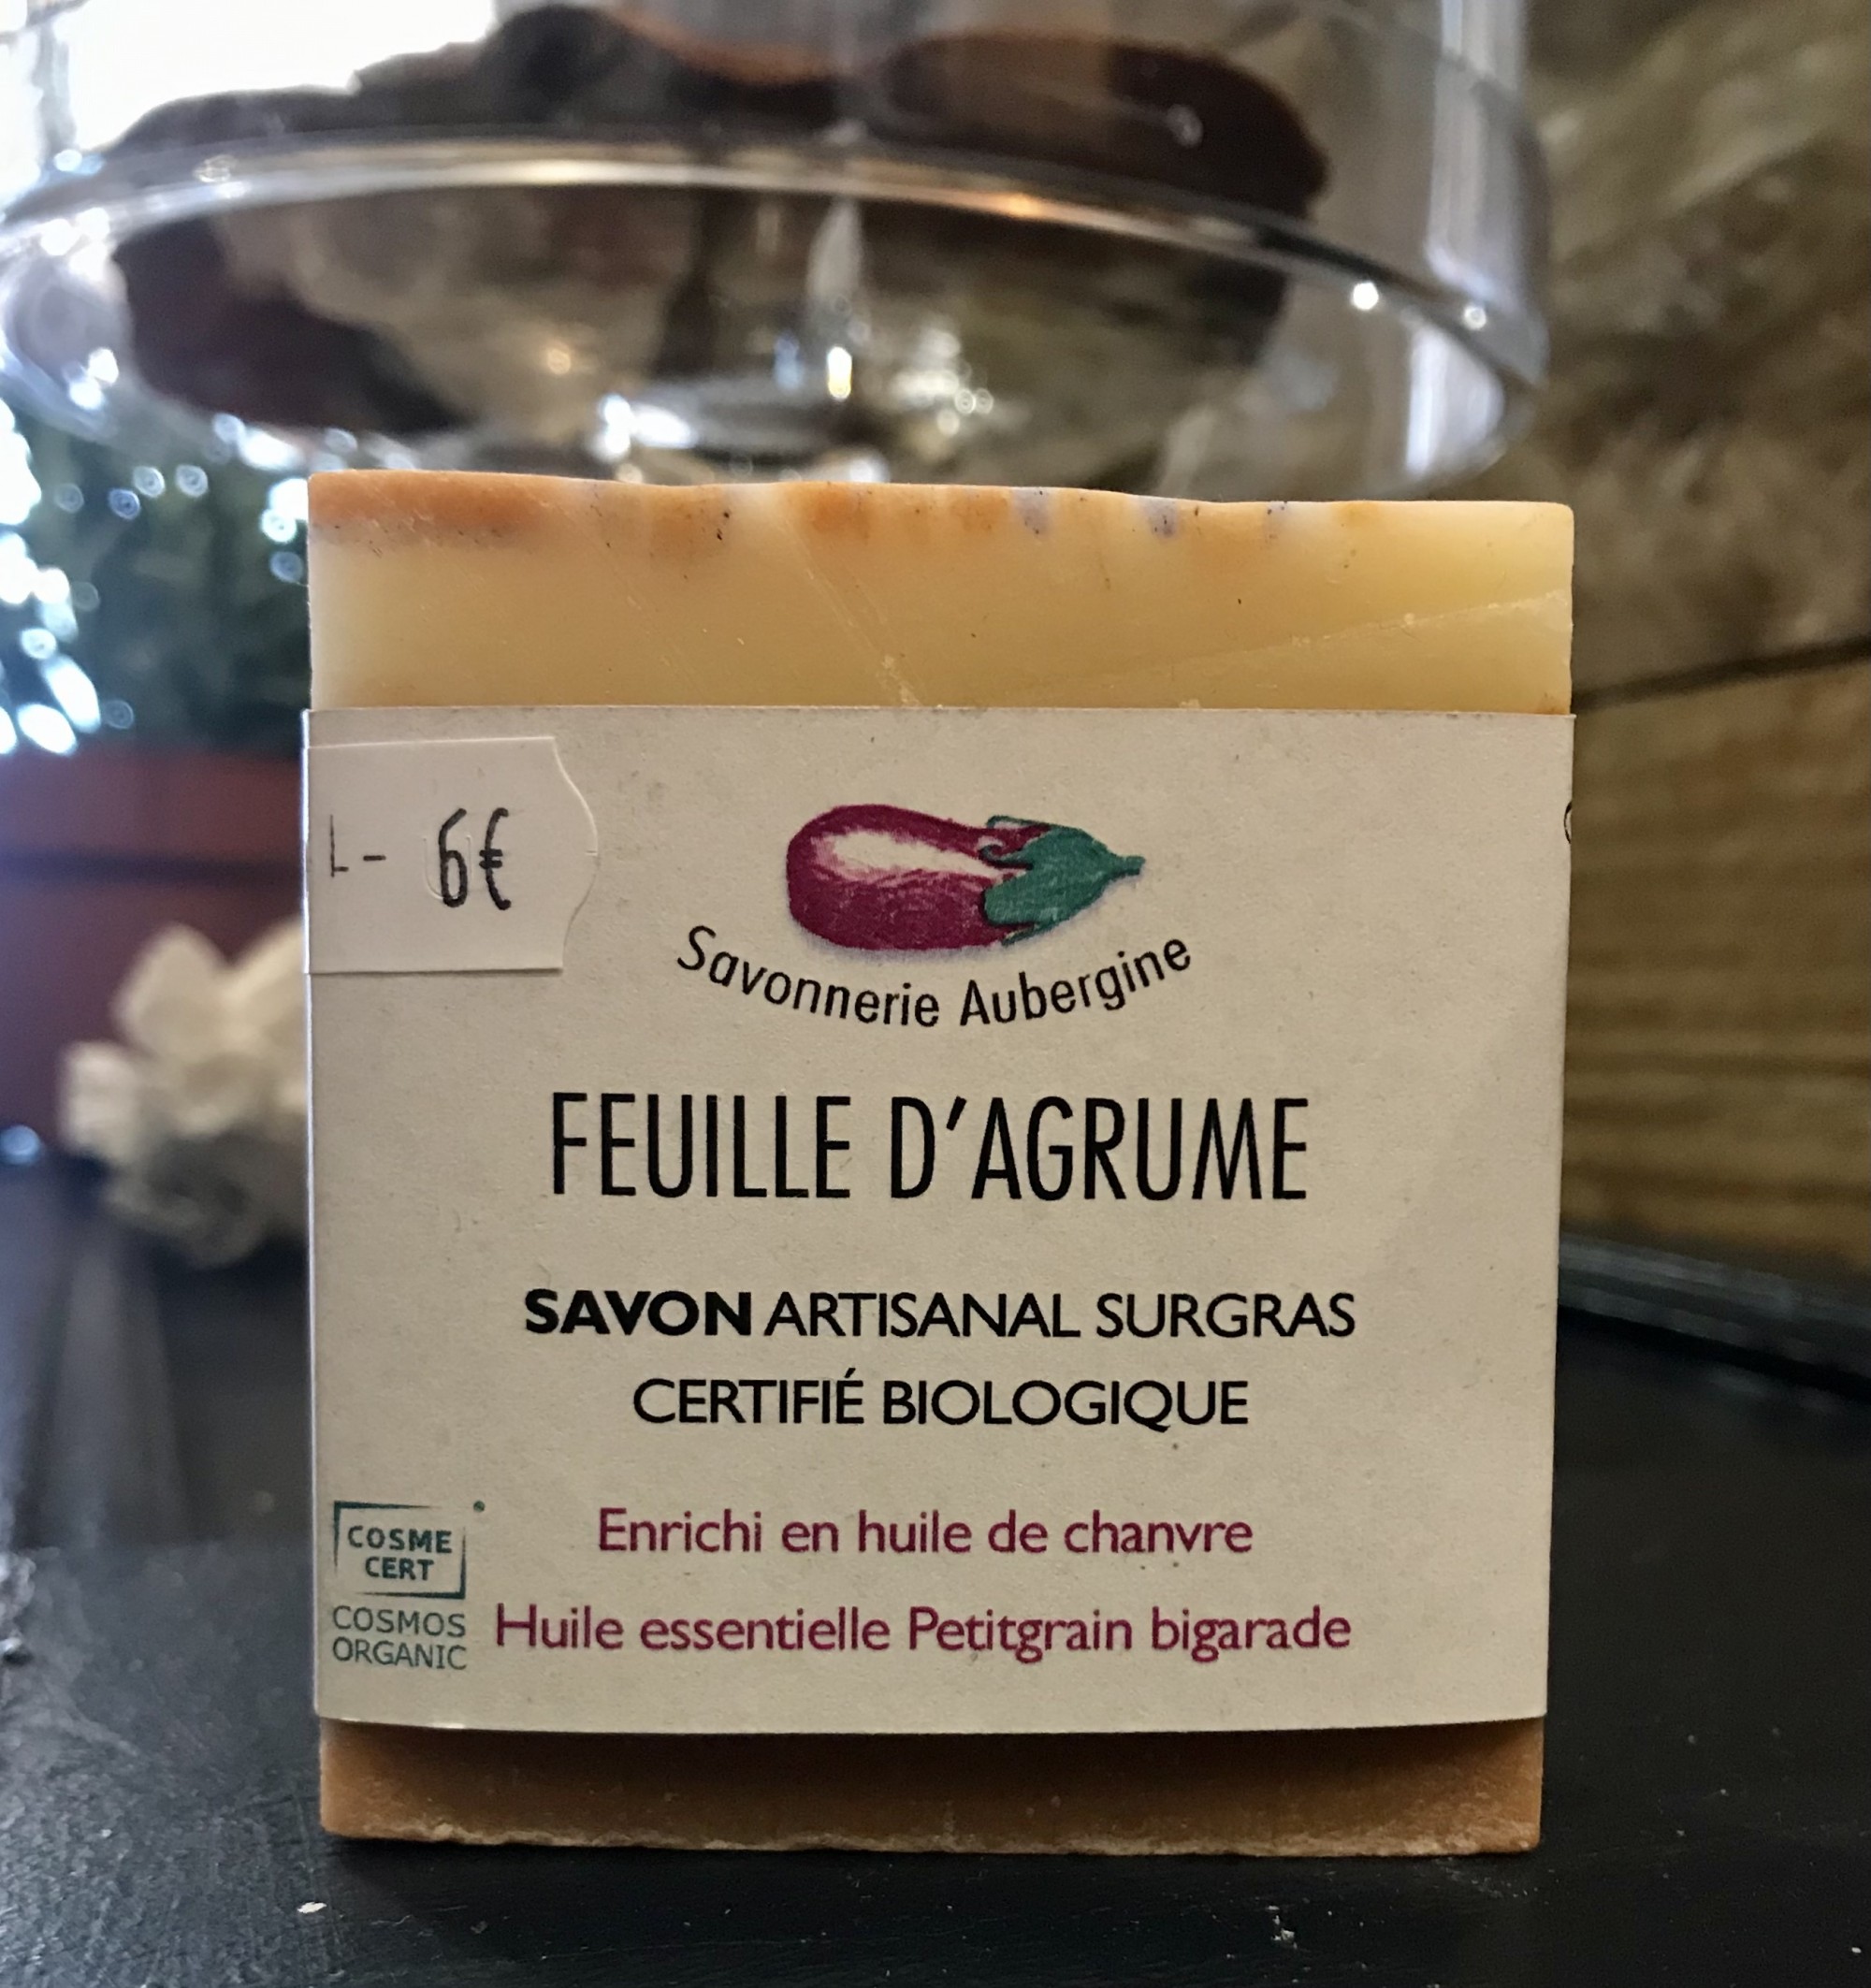 L- 6€
Savonnerie Aubergine
FEUILLE D'AGRUME
SAVON ARTISANAL SURGRAS
CERTIFIÉ BIOLOGIQUE
Enrichi en huile de chanvre
Huile essentielle Petitgrain bigarade
COSME
CERT
COSMOS
ORGANIC